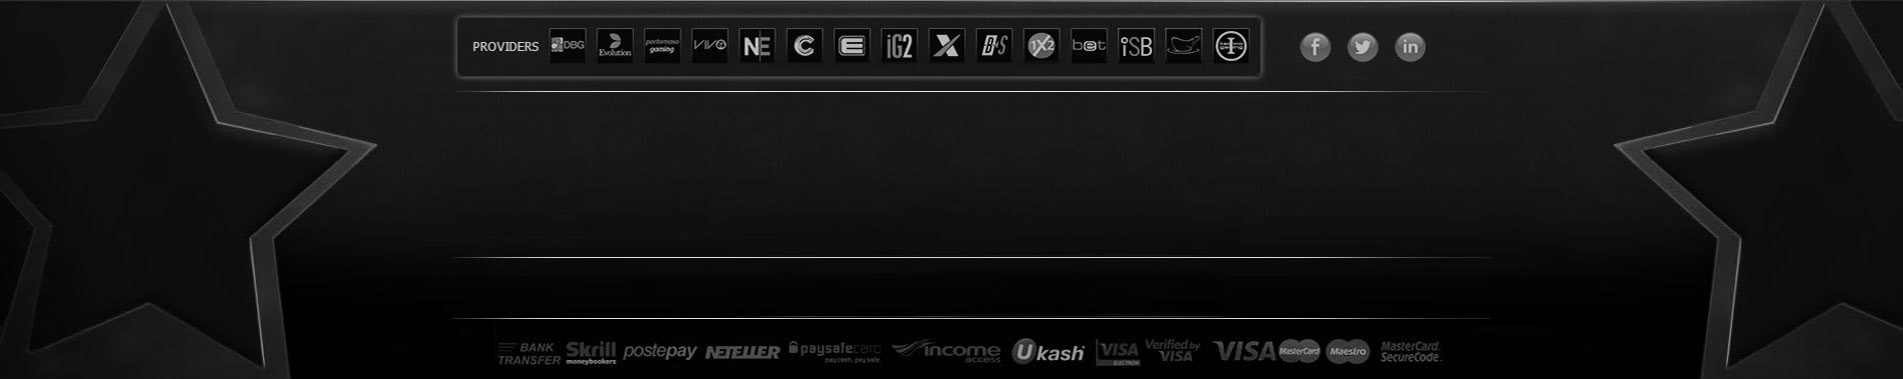 PROVIDERS DBG Evolution portomaso gaming VIVO NE C E iG2 X B&S 1X2 bet iSB
f in
BANK TRANSFER Skrill moneybookers postepay NETELLER paysafecard pay cash. pay safe. income access Ukash VISA ELECTRON Verified by VISA VISA MasterCard Maestro MasterCard. SecureCode.